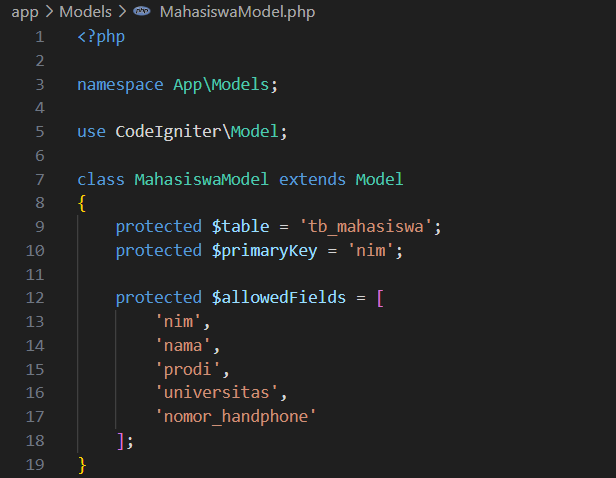 app > Models > MahasiswaModel.php
1 <?php
2
3 namespace App\Models;
4
5 use CodeIgniter\Model;
6
7 class MahasiswaModel extends Model
8 {
9     protected $table = 'tb_mahasiswa';
10     protected $primaryKey = 'nim';
11
12     protected $allowedFields = [
13         'nim',
14         'nama',
15         'prodi',
16         'universitas',
17         'nomor_handphone'
18     ];
19 }